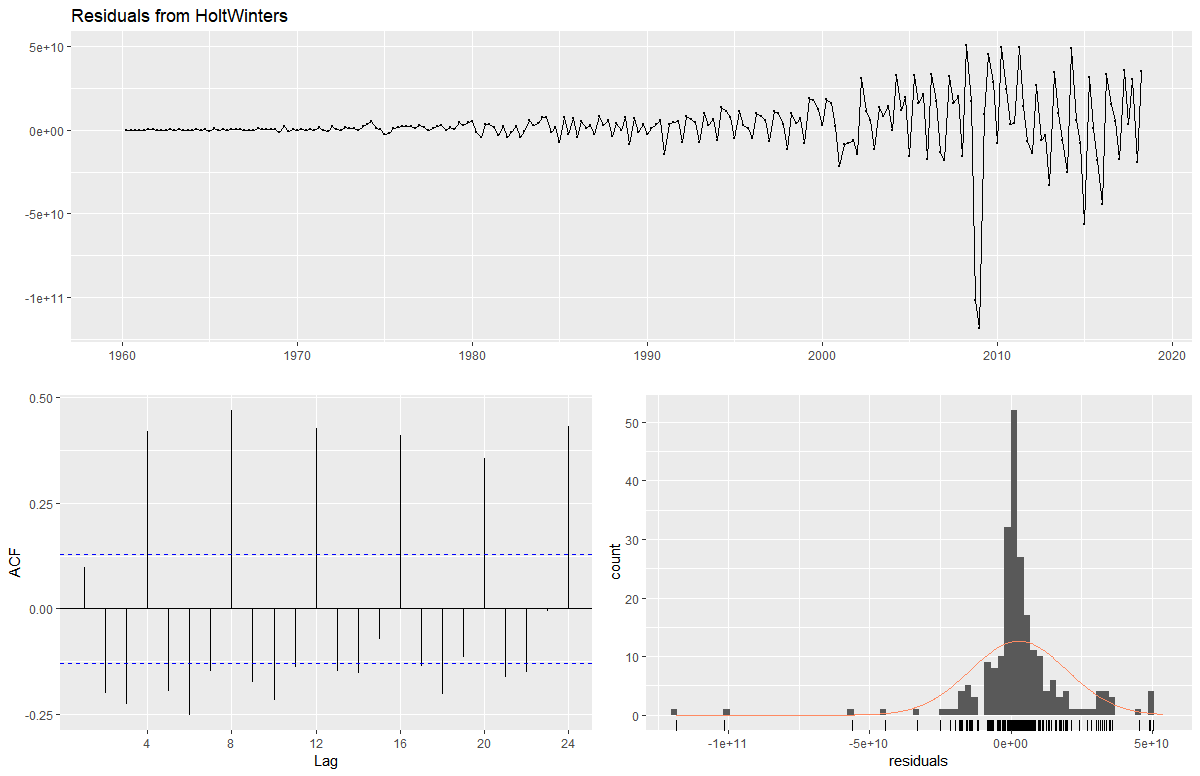 Residuals from HoltWinters
5e+10
0e+00
-5e+10
-1e+11
1960 1970 1980 1990 2000 2010 2020
ACF
0.50
0.25
0.00
-0.25
4 8 12 16 20 24
Lag
count
50
40
30
20
10
0
-1e+11 -5e+10 0e+00 5e+10
residuals